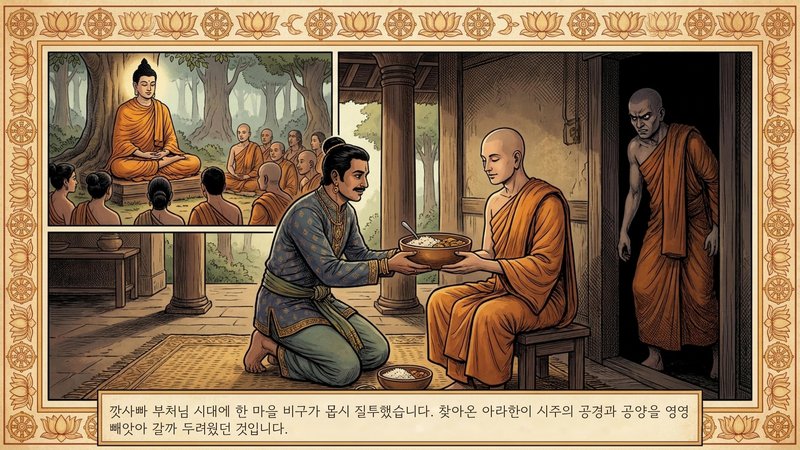 깟사빠 부처님 시대에 한 마을 비구가 몹시 질투했습니다. 찾아온 아라한이 시주의 공경과 공양을 영영
빼앗아 갈까 두려웠던 것입니다.